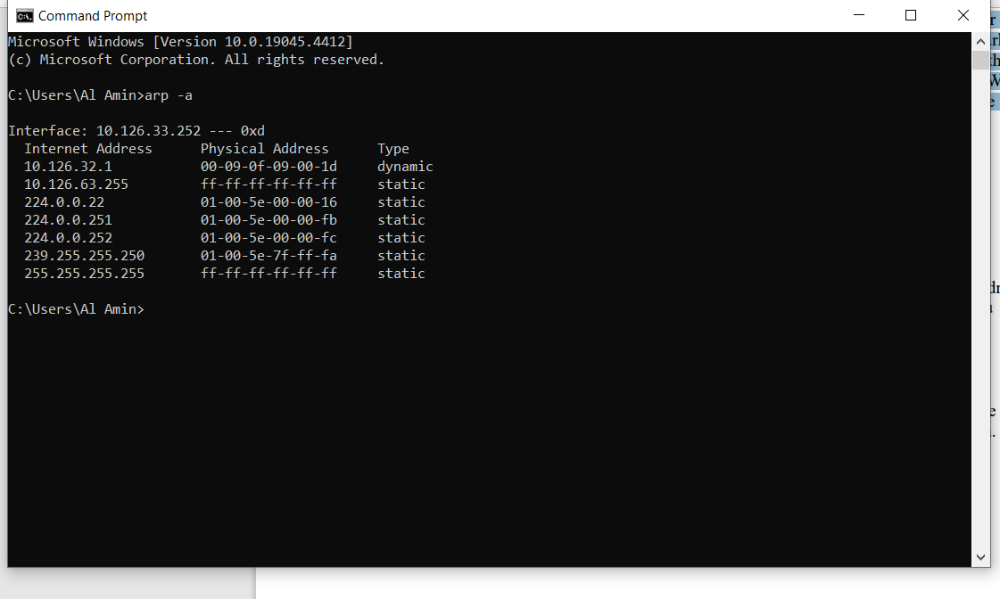 Command Prompt
Microsoft Windows [Version 10.0.19045.4412]
(c) Microsoft Corporation. All rights reserved.
C:\Users\Al Amin>arp -a
Interface: 10.126.33.252 --- 0xd
Internet Address Physical Address Type
10.126.32.1 00-09-0f-09-00-1d dynamic
10.126.63.255 ff-ff-ff-ff-ff-ff static
224.0.0.22 01-00-5e-00-00-16 static
224.0.0.251 01-00-5e-00-00-fb static
224.0.0.252 01-00-5e-00-00-fc static
239.255.255.250 01-00-5e-7f-ff-fa static
255.255.255.255 ff-ff-ff-ff-ff-ff static
C:\Users\Al Amin>